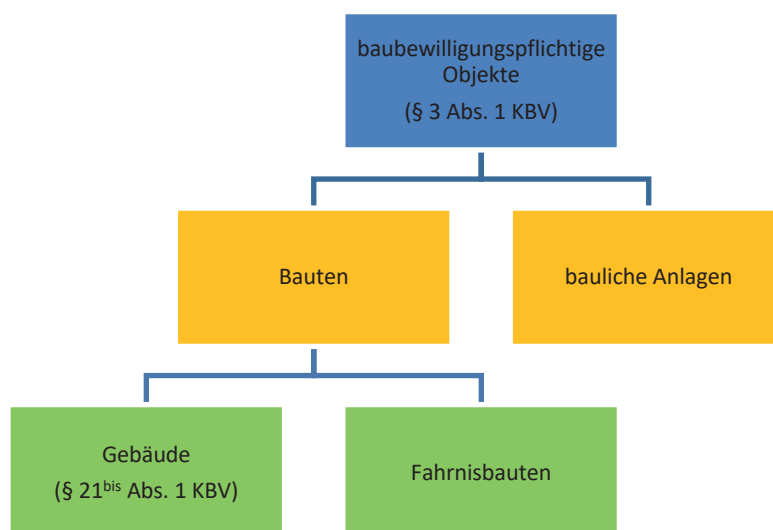 baubewilligungspflichtige
Objekte
(§ 3 Abs. 1 KBV)
Bauten
bauliche Anlagen
Gebäude
(§ 21bis Abs. 1 KBV)
Fahrnisbauten